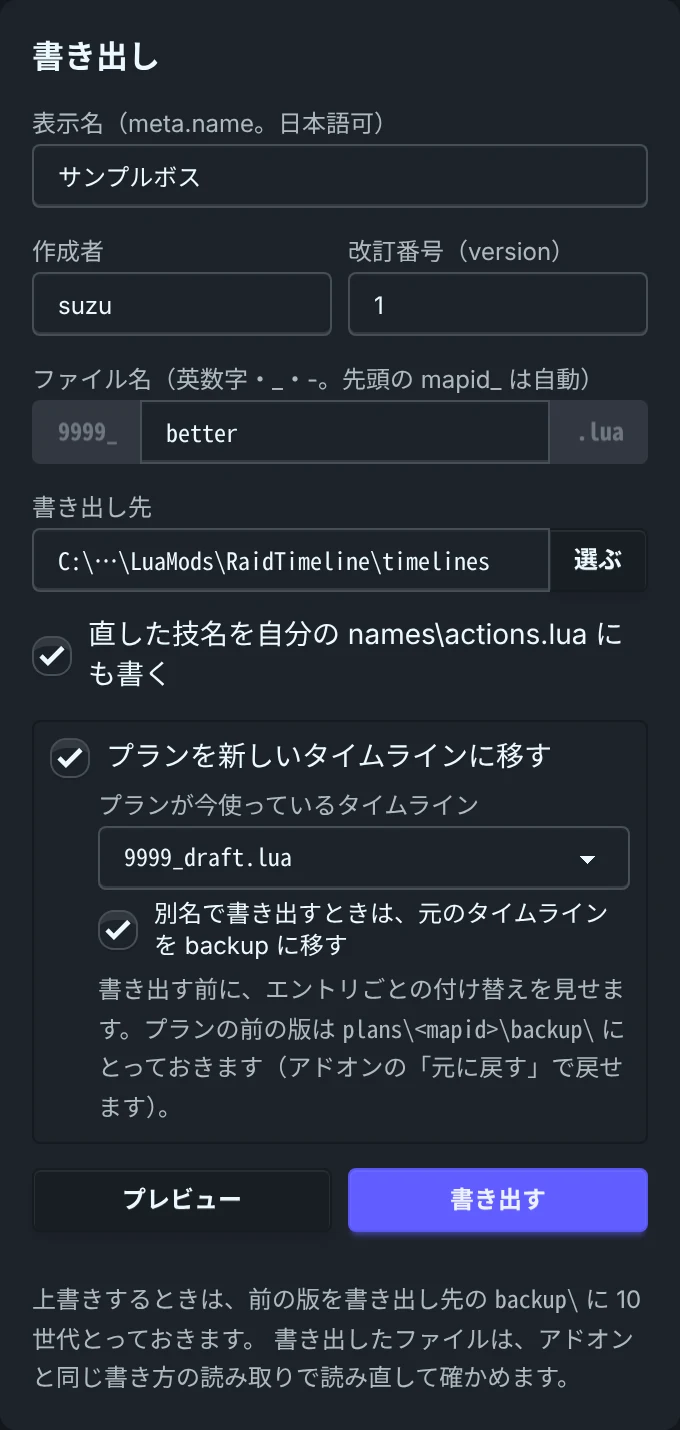 書き出し
表示名（meta.name。日本語可）
サンプルボス
作成者
改訂番号（version）
suzu
1
ファイル名（英数字・_・-。先頭の mapid_ は自動）
9999_
better
.lua
書き出し先
C:\…\LuaMods\RaidTimeline\timelines
選ぶ
直した技名を自分の names\actions.lua に
も書く
プランを新しいタイムラインに移す
プランが今使っているタイムライン
9999_draft.lua
別名で書き出すときは、元のタイムライン
を backup に移す
書き出す前に、エントリごとの付け替えを見せま
す。プランの前の版は plans\<mapid>\backup\ に
とっておきます（アドオンの「元に戻す」で戻せ
ます）。
プレビュー
書き出す
上書きするときは、前の版を書き出し先の backup\ に 10
世代とっておきます。 書き出したファイルは、アドオン
と同じ書き方の読み取りで読み直して確かめます。